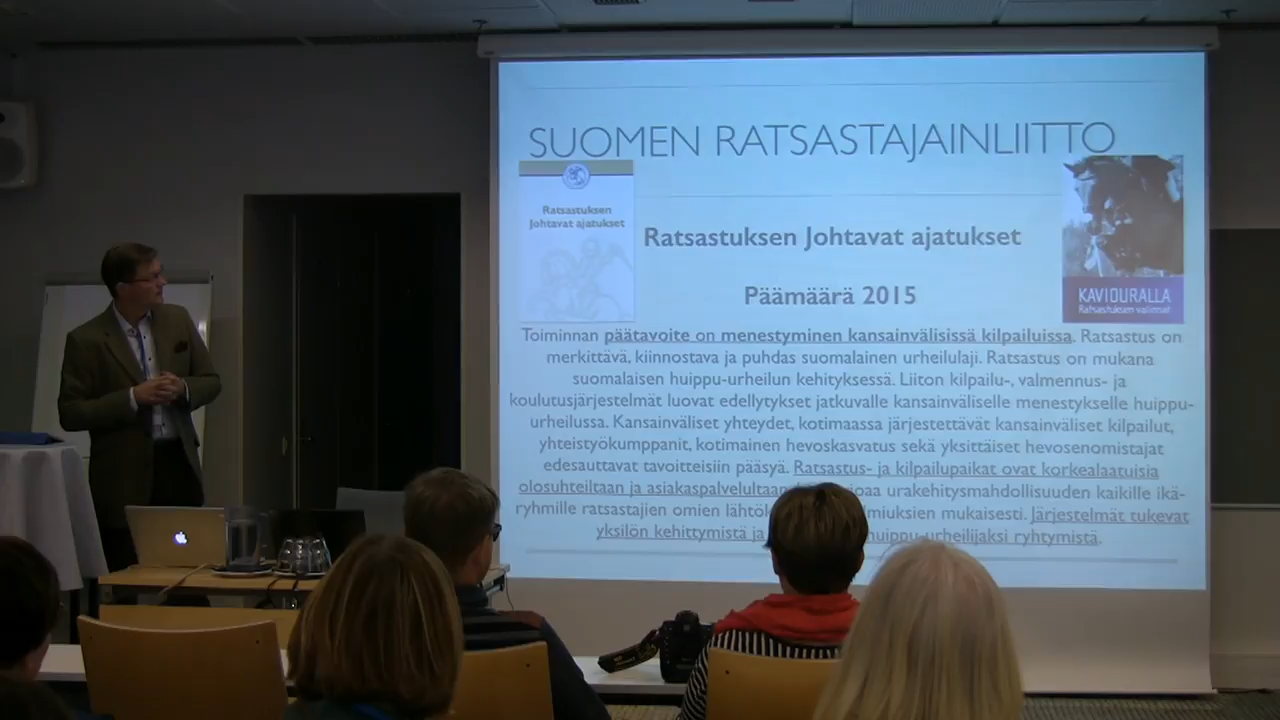 SUOMEN RATSASTAJAINLIITTO
Ratsastuksen
Johtavat ajatukset
Ratsastuksen Johtavat ajatukset
KAVIOURALLA
Ratsastuksen valinnat
Päämäärä 2015
Toiminnan päätavoite on menestyminen kansainvälisissä kilpailuissa. Ratsastus on
merkittävä, kiinnostava ja puhdas suomalainen urheilulaji. Ratsastus on mukana
suomalaisen huippu-urheilun kehityksessä. Liiton kilpailu-, valmennus- ja
koulutusjärjestelmät luovat edellytykset jatkuvalle kansainväliselle menestykselle huippu-
urheilussa. Kansainväliset yhteydet, kotimaassa järjestettävät kansainväliset kilpailut,
yhteistyökumppanit, kotimainen hevoskasvatus sekä yksittäiset hevosenomistajat
edesauttavat tavoitteisiin pääsyä. Ratsastus- ja kilpailupaikat ovat korkealaatuisia
olosuhteiltaan ja asiakaspalvelultaan urakehitysmahdollisuuden kaikille ikä-
ryhmille ratsastajien omien mukaisesti. Järjestelmät tukevat
yksilön kehittymistä ja huippu-urheilijaksi ryhtymistä.